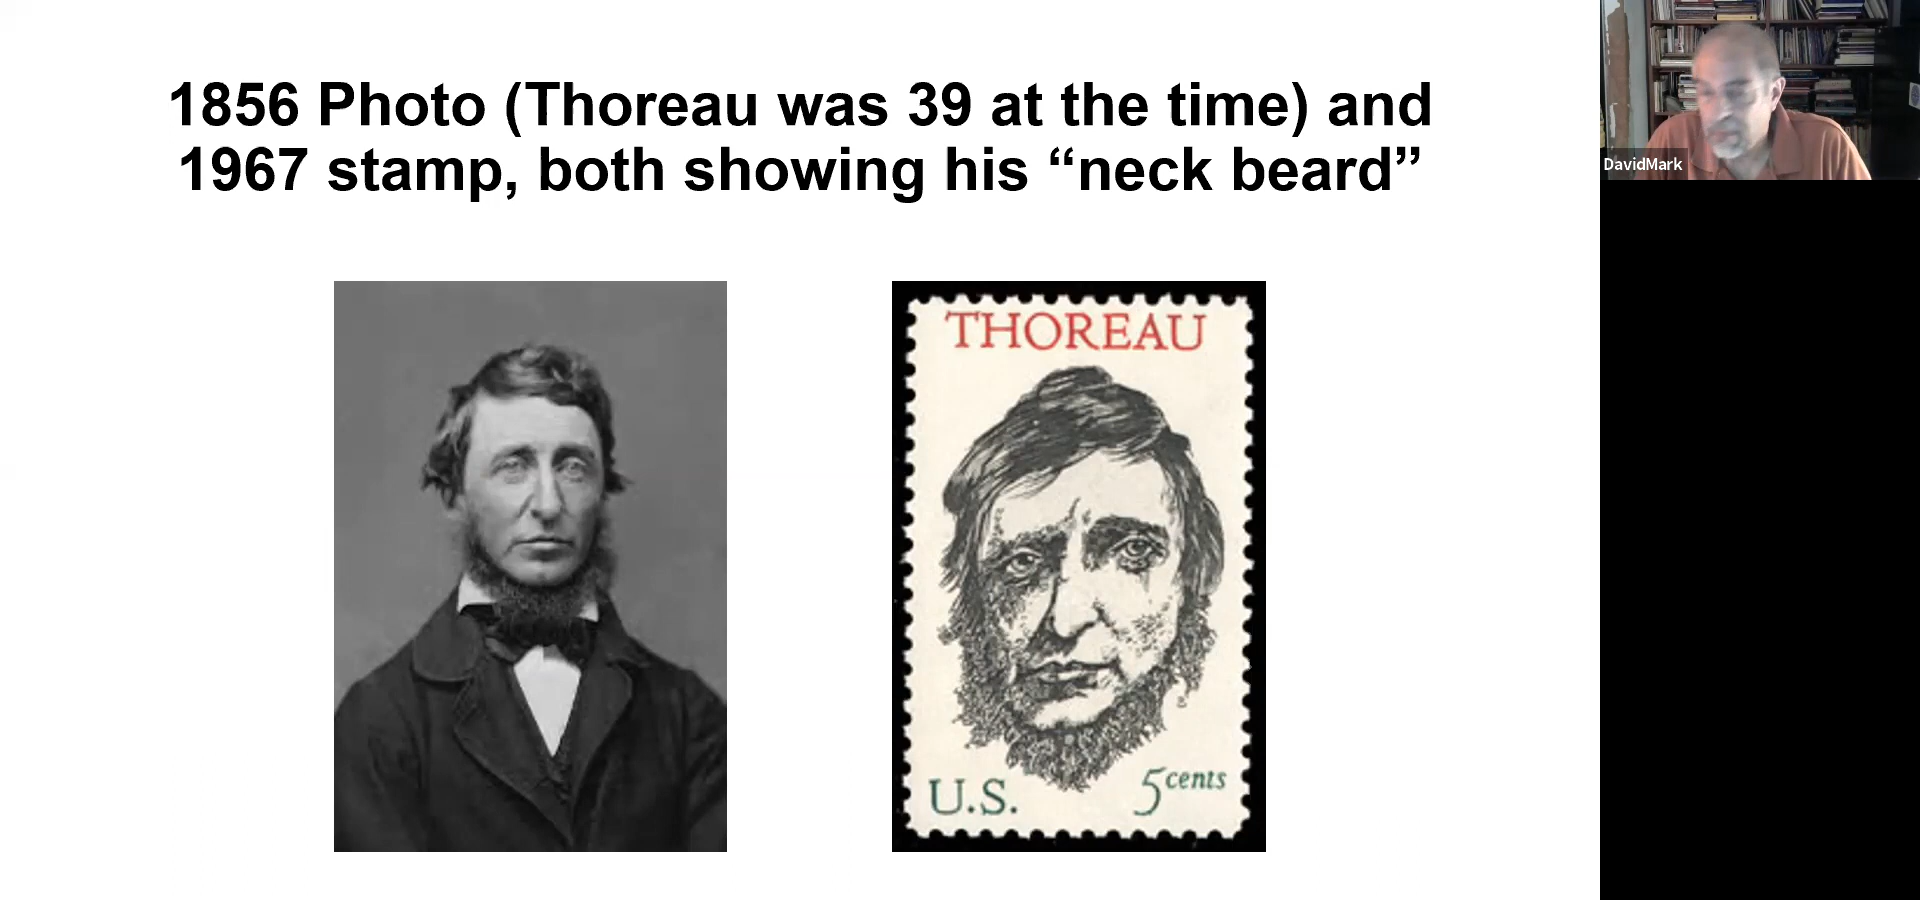 1856 Photo (Thoreau was 39 at the time) and
1967 stamp, both showing his “neck beard”
DavidMark
THOREAU
U.S. 5 cents